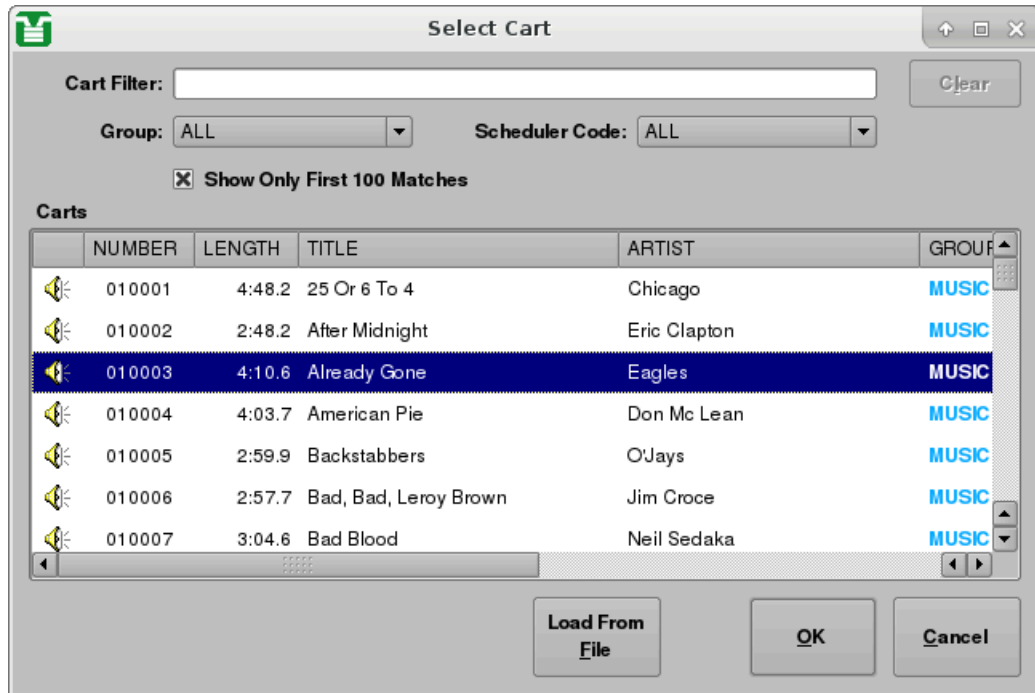 Select Cart
Cart Filter: Clear
Group: ALL Scheduler Code: ALL
Show Only First 100 Matches
Carts
NUMBER LENGTH TITLE ARTIST GROUP
010001 4:48.2 25 Or 6 To 4 Chicago MUSIC
010002 2:48.2 After Midnight Eric Clapton MUSIC
010003 4:10.6 Already Gone Eagles MUSIC
010004 4:03.7 American Pie Don Mc Lean MUSIC
010005 2:59.9 Backstabbers O'Jays MUSIC
010006 2:57.7 Bad, Bad, Leroy Brown Jim Croce MUSIC
010007 3:04.6 Bad Blood Neil Sedaka MUSIC
Load From
File
OK Cancel